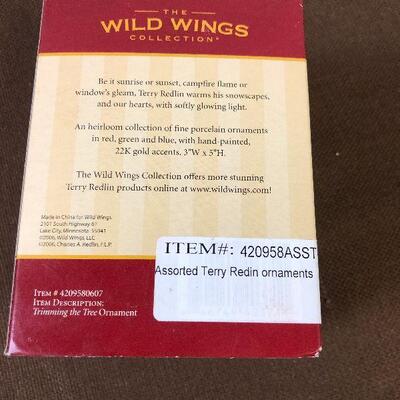 THE
WILD WINGS
COLLECTION®
Be it sunrise or sunset, campfire flame or
window's gleam, Terry Redlin warms his snowscapes,
and our hearts, with softly glowing light.
An heirloom collection of fine porcelain ornaments
in red, green and blue, with hand-painted,
22K gold accents. 3"W x 5"H.
The Wild Wings Collection offers more stunning
Terry Redlin products online at www.wildwings.com!
Made in China for Wild Wings
2101 South Highway 61
Lake City, Minnesota 55041
©2006, Wild Wings, LLC
©2006, Charles A. Redlin, F.L.P.
ITEM#: 420958ASST
Assorted Terry Redin ornaments
Item # 4209580607
Item Description:
Trimming the Tree Ornament